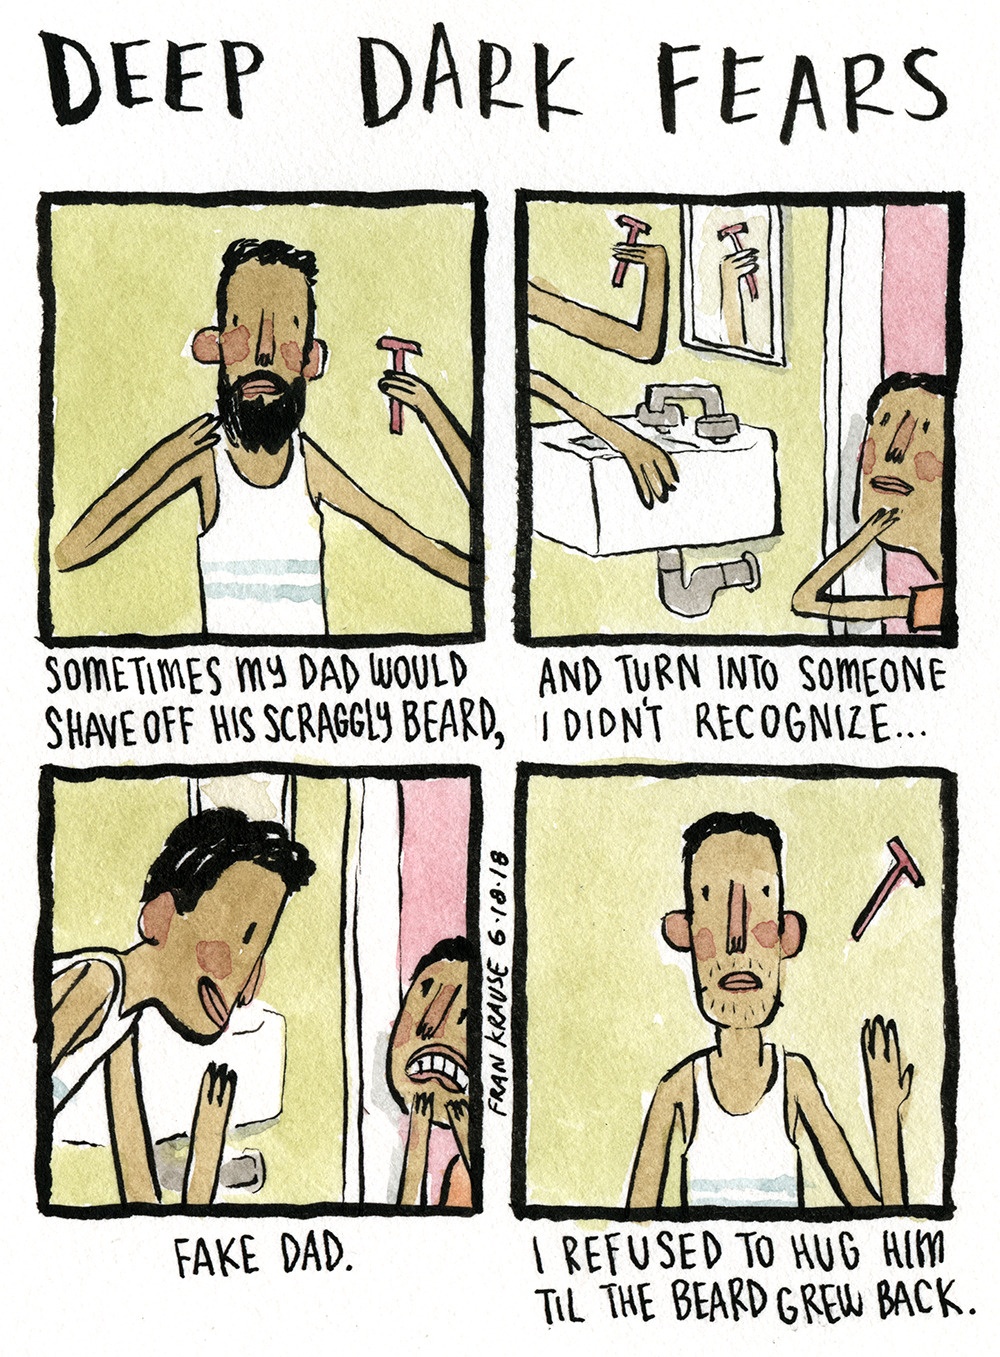 DEEP DARK FEARS
SOMETIMES MY DAD WOULD
SHAVE OFF HIS SCRAGGLY BEARD,
AND TURN INTO SOMEONE
I DIDN'T RECOGNIZE...
FAKE DAD.
FRAN KRAUSE 6·18·18
I REFUSED TO HUG HIM
TIL THE BEARD GREW BACK.